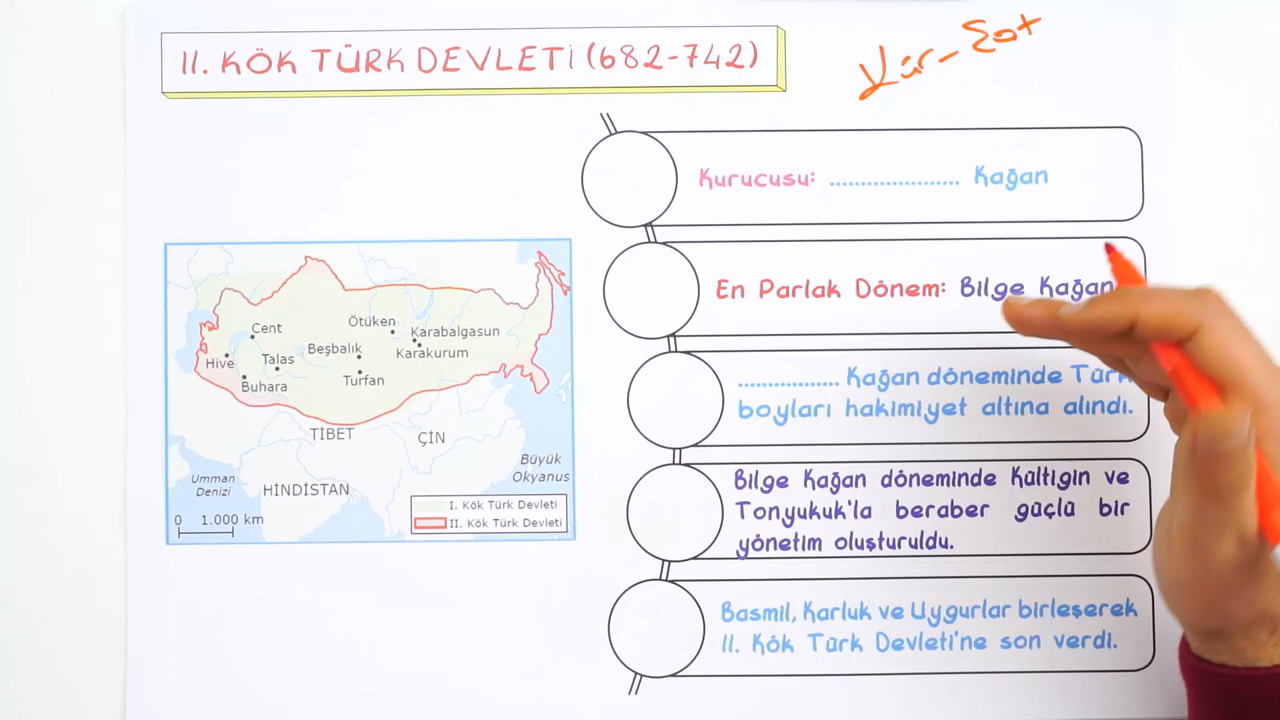 II. KÖK TÜRK DEVLETİ (682-742)
Kür-Şat
Kurucusu: ..................... Kağan
En Parlak Dönem: Bilge Kağan
................. Kağan döneminde Türk
boyları hakimiyet altına alındı.
Bilge Kağan döneminde Kültigin ve
Tonyukuk'la beraber güçlü bir
yönetim oluşturuldu.
Basmil, Karluk ve Uygurlar birleşerek
II. Kök Türk Devleti'ne son verdi.
Cent
Ötüken
Karabalgasun
Beşbalık
Karakurum
Hive
Talas
Buhara
Turfan
TİBET
ÇİN
Büyük
Okyanus
Umman
Denizi
HİNDİSTAN
I. Kök Türk Devleti
II. Kök Türk Devleti
0 1.000 km